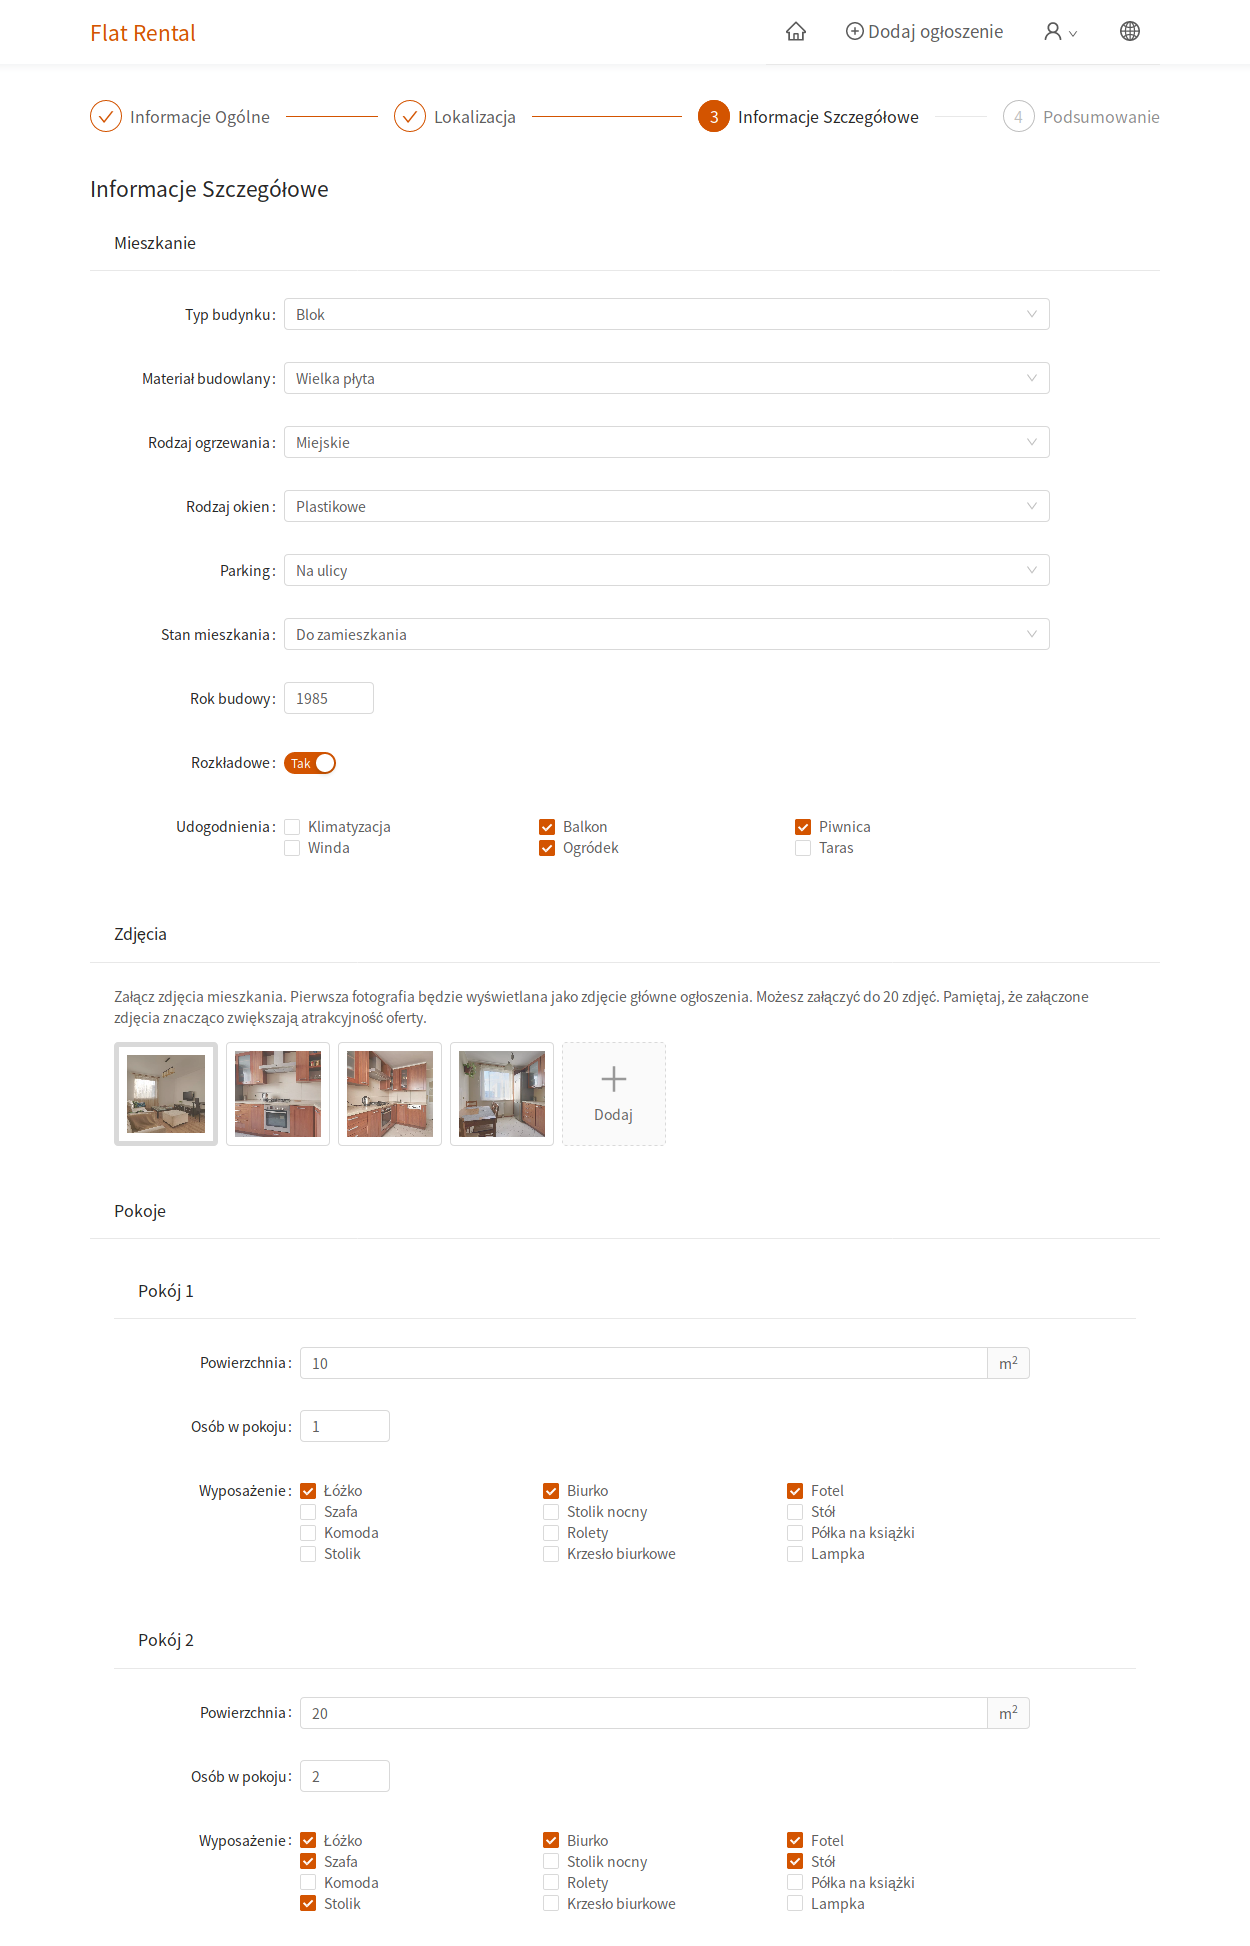 Flat Rental
Dodaj ogłoszenie
Informacje Ogólne
Lokalizacja
3 Informacje Szczegółowe
4 Podsumowanie
Informacje Szczegółowe
Mieszkanie
Typ budynku: Blok
Materiał budowlany: Wielka płyta
Rodzaj ogrzewania: Miejskie
Rodzaj okien: Plastikowe
Parking: Na ulicy
Stan mieszkania: Do zamieszkania
Rok budowy: 1985
Rozkładowe: Tak
Udogodnienia: Klimatyzacja Balkon Piwnica
Winda Ogródek Taras
Zdjęcia
Załącz zdjęcia mieszkania. Pierwsza fotografia będzie wyświetlana jako zdjęcie główne ogłoszenia. Możesz załączyć do 20 zdjęć. Pamiętaj, że załączone
zdjęcia znacząco zwiększają atrakcyjność oferty.
Dodaj
Pokoje
Pokój 1
Powierzchnia: 10 m²
Osób w pokoju: 1
Wyposażenie: Łóżko Biurko Fotel
Szafa Stolik nocny Stół
Komoda Rolety Półka na książki
Stolik Krzesło biurkowe Lampka
Pokój 2
Powierzchnia: 20 m²
Osób w pokoju: 2
Wyposażenie: Łóżko Biurko Fotel
Szafa Stolik nocny Stół
Komoda Rolety Półka na książki
Stolik Krzesło biurkowe Lampka